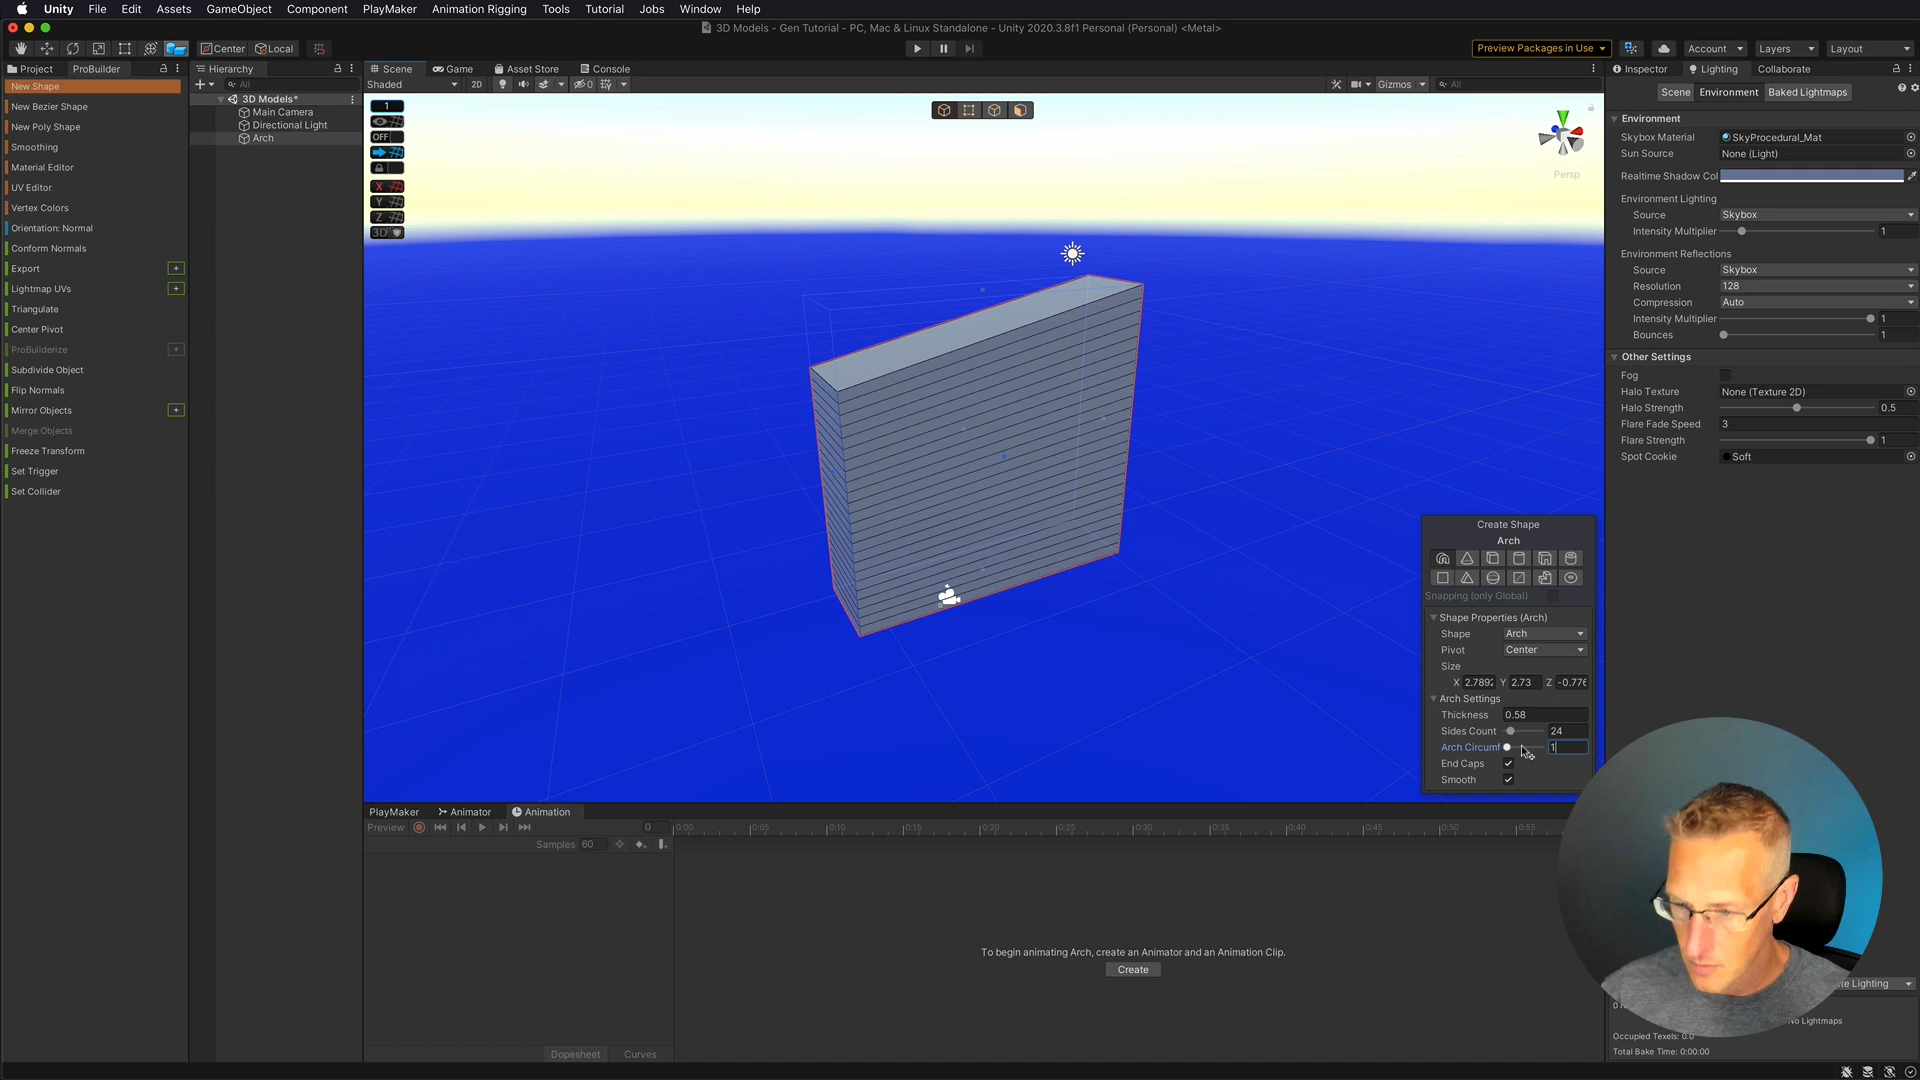 Unity File Edit Assets GameObject Component PlayMaker Animation Rigging Tools Tutorial Jobs Window Help
3D Models - Gen Tutorial - PC, Mac & Linux Standalone - Unity 2020.3.8f1 Personal (Personal) <Metal>
Center Local Preview Packages in Use Account Layers Layout
Project ProBuilder
New Shape
New Bezier Shape
New Poly Shape
Smoothing
Material Editor
UV Editor
Vertex Colors
Orientation: Normal
Conform Normals
Export
Lightmap UVs
Triangulate
Center Pivot
ProBuilderize
Subdivide Object
Flip Normals
Mirror Objects
Merge Objects
Freeze Transform
Set Trigger
Set Collider
Hierarchy
All
3D Models*
Main Camera
Directional Light
Arch
Scene Game Asset Store Console
Shaded 2D 0 Gizmos All
1
OFF
X
Y
Z
3D
Persp
Create Shape
Arch
Snapping (only Global)
Shape Properties (Arch)
Shape Arch
Pivot Center
Size
X 2.7892 Y 2.73 Z -0.776
Arch Settings
Thickness 0.58
Sides Count 24
Arch Circumf 1
End Caps
Smooth
PlayMaker Animator Animation
Preview 0 0:00 0:05 0:10 0:15 0:20 0:25 0:30 0:35 0:40 0:45 0:50 0:55
Samples 60
To begin animating Arch, create an Animator and an Animation Clip.
Create
Dopesheet Curves
Inspector Lighting Collaborate
Scene Environment Baked Lightmaps
Environment
Skybox Material SkyProcedural_Mat
Sun Source None (Light)
Realtime Shadow Col
Environment Lighting
Source Skybox
Intensity Multiplier 1
Environment Reflections
Source Skybox
Resolution 128
Compression Auto
Intensity Multiplier 1
Bounces 1
Other Settings
Fog
Halo Texture None (Texture 2D)
Halo Strength 0.5
Flare Fade Speed 3
Flare Strength 1
Spot Cookie Soft
Lighting
No Lightmaps
Occupied Texels: 0.0
Total Bake Time: 0:00:00